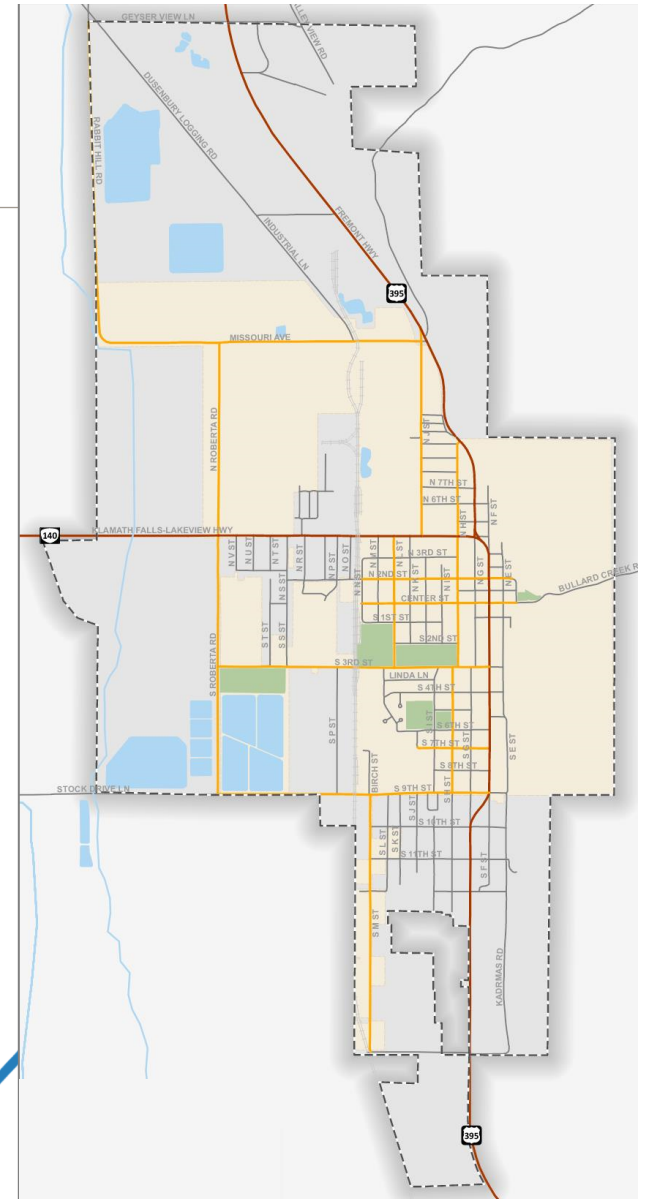 GEYSER VIEW LN
LLEY VIEW RD
DUSENBURY LOGGING RD
RABBIT HILL RD
FREMONT HWY
INDUSTRIAL LN
395
MISSOURI AVE
N ROBERTA RD
N J ST
N 7TH ST
N 6TH ST
N H ST
N F ST
140
KLAMATH FALLS-LAKEVIEW HWY
N V ST
N U ST
N T ST
N S ST
N R ST
N P ST
N O ST
N N ST
N M ST
N L ST
N 3RD ST
N K ST
N I ST
N G ST
N E ST
N 2ND ST
CENTER ST
BULLARD CREEK R
S 1ST ST
S 2ND ST
S T ST
S S ST
S ROBERTA RD
S 3RD ST
LINDA LN
S 4TH ST
S P ST
S I ST
S 6TH ST
S 7TH ST
S G ST
S E ST
S 8TH ST
BIRCH ST
S H ST
STOCK DRIVE LN
S 9TH ST
S J ST
S 10TH ST
S L ST
S K ST
S 11TH ST
S F ST
S M ST
KADRMAS RD
395